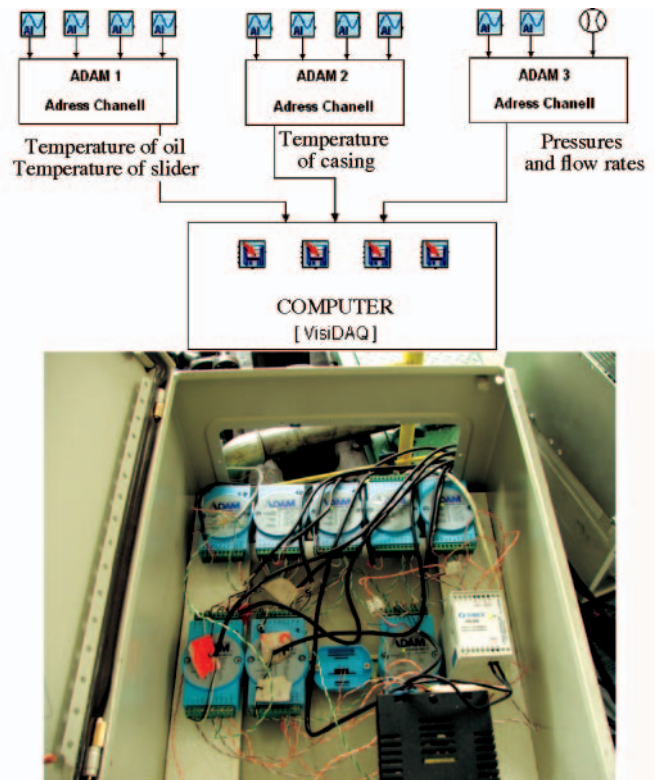 AI AI AI AI
AI AI AI AI
AI AI
ADAM 1
Adress Chanell
ADAM 2
Adress Chanell
ADAM 3
Adress Chanell
Temperature of oil
Temperature of slider
Temperature
of casing
Pressures
and flow rates
COMPUTER
[ VisiDAQ ]
ADAM
ADAM
ADAM
ADAM